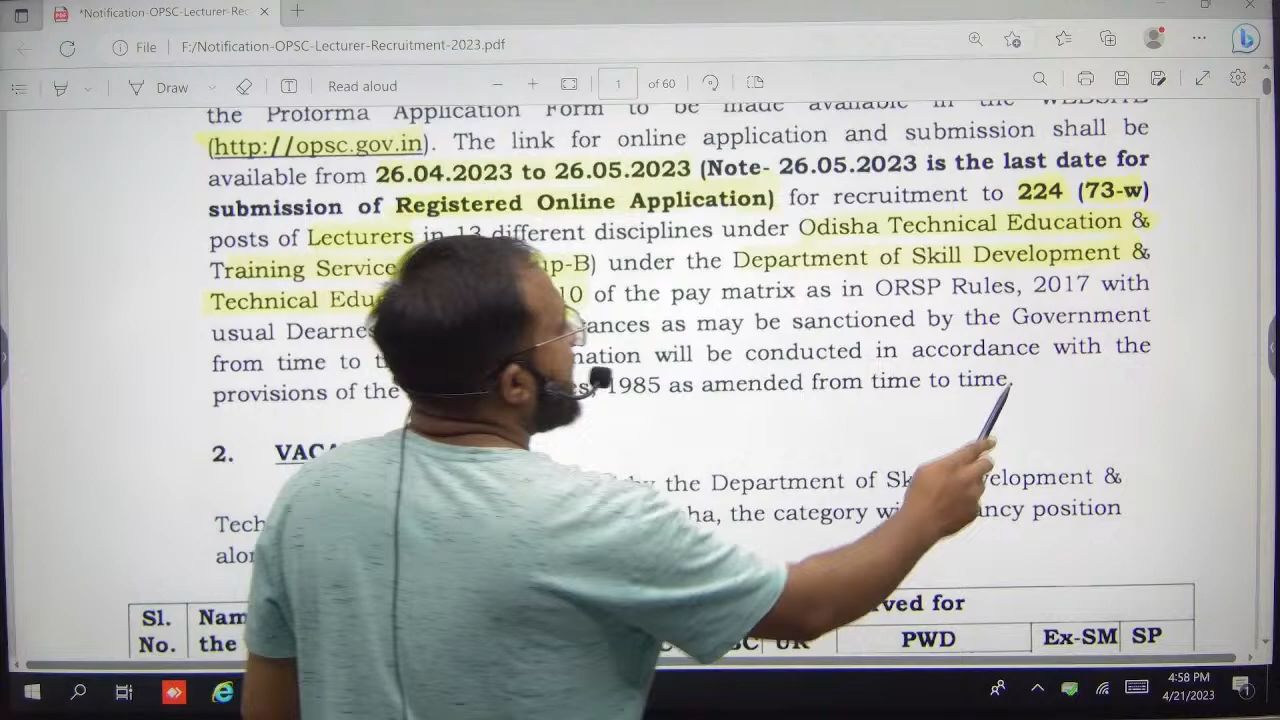 *Notification-OPSC-Lecturer-Rec
File F:/Notification-OPSC-Lecturer-Recruitment-2023.pdf
Draw Read aloud 1 of 60
the Proforma Application Form to be made available in the WEBSITE
(http://opsc.gov.in). The link for online application and submission shall be
available from 26.04.2023 to 26.05.2023 (Note- 26.05.2023 is the last date for
submission of Registered Online Application) for recruitment to 224 (73-w)
posts of Lecturers in 13 different disciplines under Odisha Technical Education &
Training Service up-B) under the Department of Skill Development &
Technical Edu 10 of the pay matrix as in ORSP Rules, 2017 with
usual Dearnes ances as may be sanctioned by the Government
from time to t nation will be conducted in accordance with the
provisions of the es, 1985 as amended from time to time.
2. VACA
by the Department of Sk velopment &
Tech ha, the category wi ncy position
alon
Sl. Nam ved for
No. the UR PWD Ex-SM SP
4:58 PM
4/21/2023